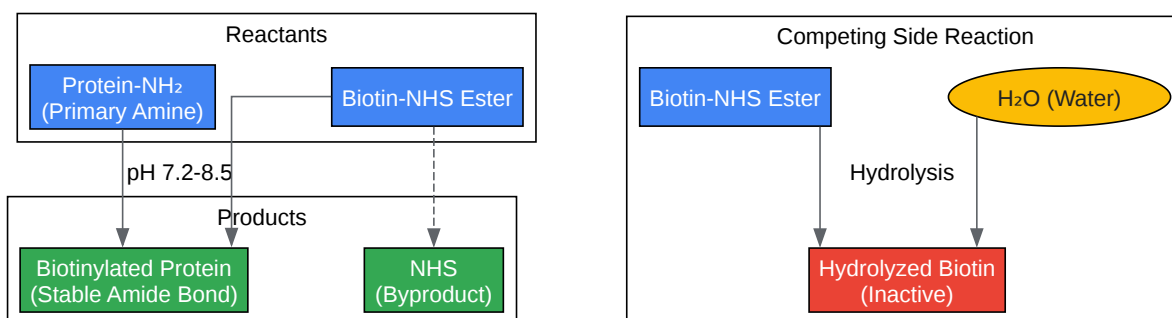 Reactants
Protein-NH₂
(Primary Amine)
Biotin-NHS Ester
pH 7.2-8.5
Products
Biotinylated Protein
(Stable Amide Bond)
NHS
(Byproduct)
Competing Side Reaction
Biotin-NHS Ester
H₂O (Water)
Hydrolysis
Hydrolyzed Biotin
(Inactive)